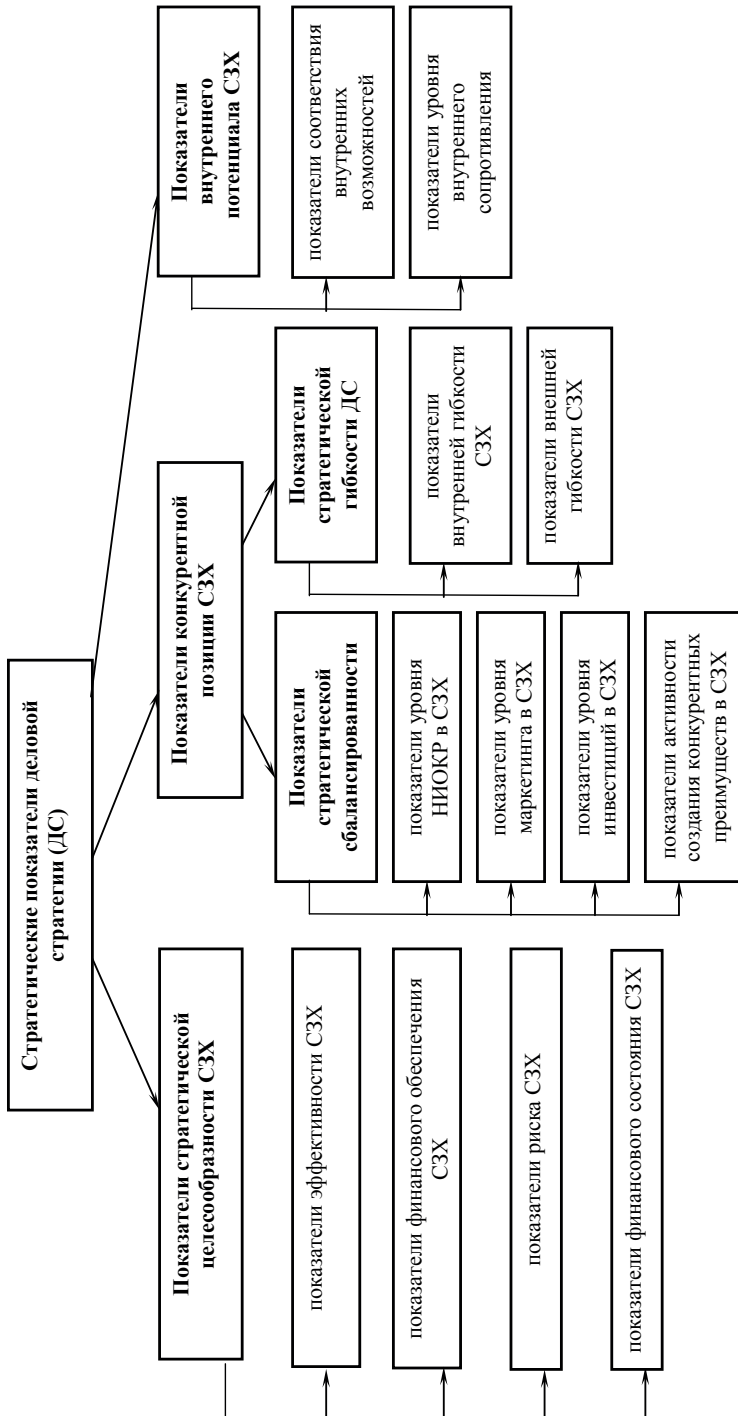 Стратегические показатели деловой
стратегии (ДС)
Показатели стратегической
целесообразности СЗХ
Показатели конкурентной
позиции СЗХ
Показатели
внутреннего
потенциала СЗХ
показатели эффективности СЗХ
показатели финансового обеспечения
СЗХ
показатели риска СЗХ
показатели финансового состояния СЗХ
Показатели
стратегической
сбалансированности
показатели уровня
НИОКР в СЗХ
показатели уровня
маркетинга в СЗХ
показатели уровня
инвестиций в СЗХ
показатели активности
создания конкурентных
преимуществ в СЗХ
Показатели
стратегической
гибкости ДС
показатели
внутренней гибкости
СЗХ
показатели внешней
гибкости СЗХ
показатели соответствия
внутренних
возможностей
показатели уровня
внутреннего
сопротивления